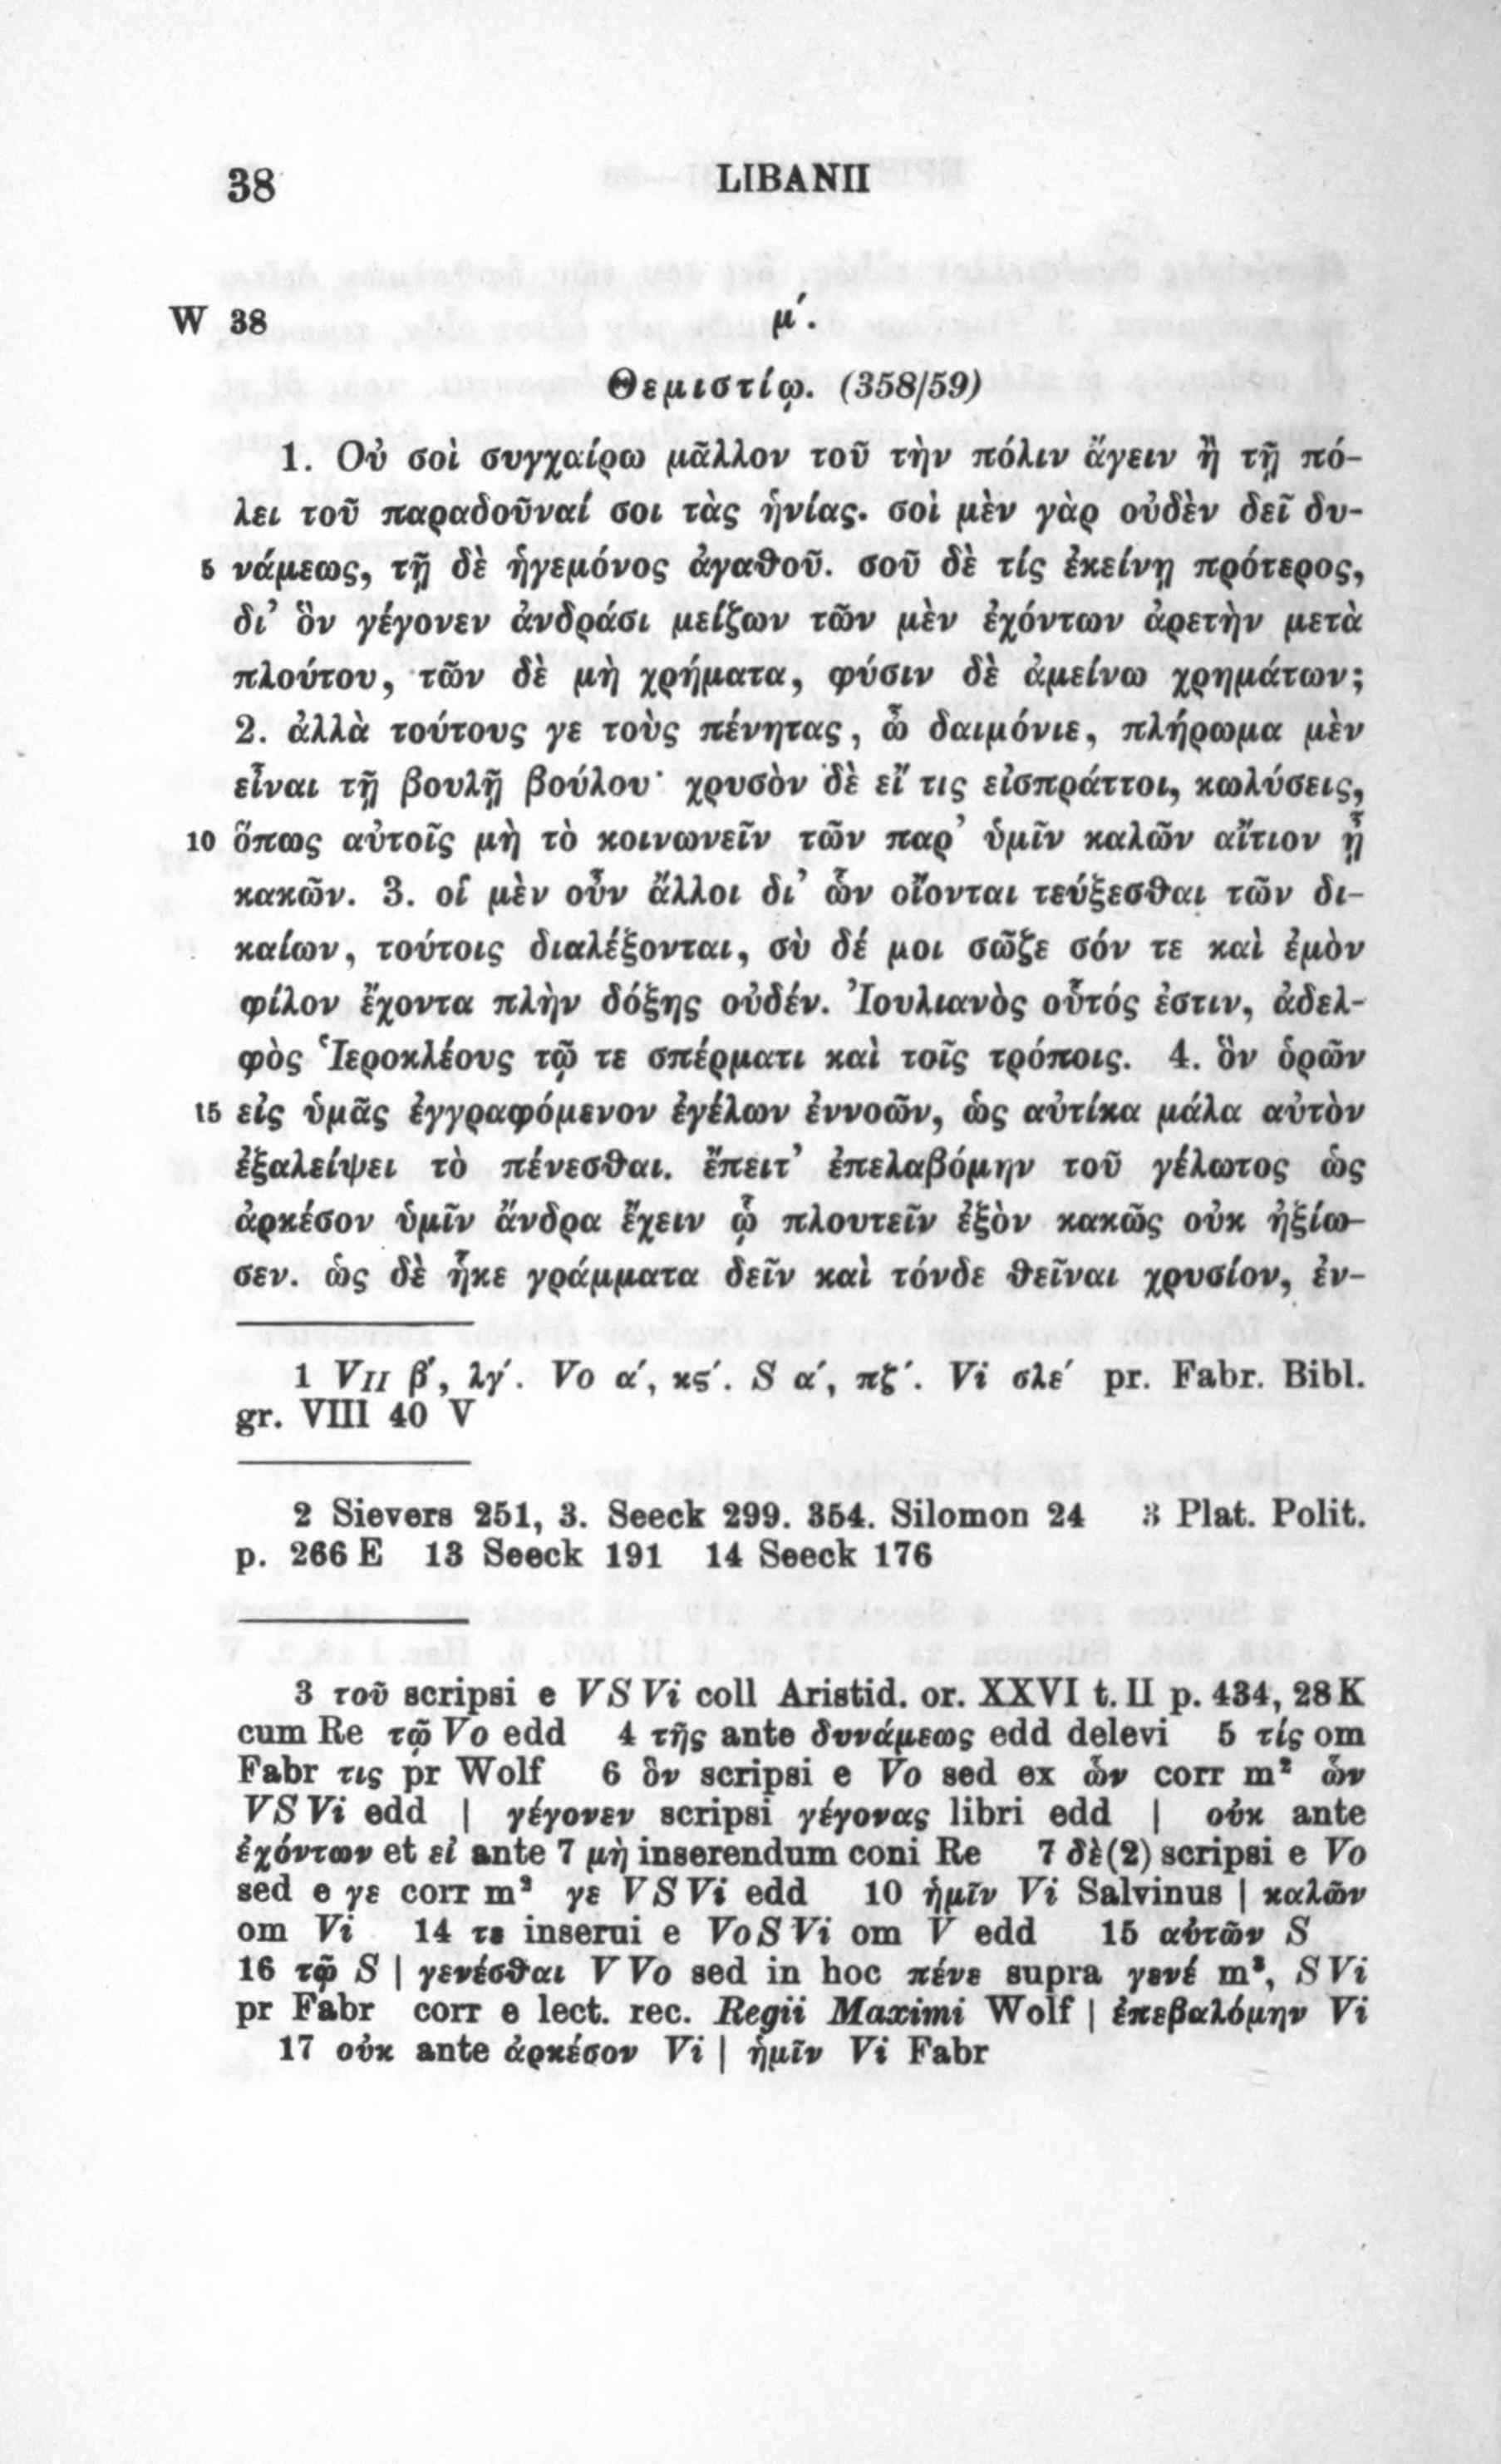 38 LIBANII
W 38 μ´.
Θεμιστίῳ. (358/59)
1. Οὐ σοὶ συγχαίρω μᾶλλον τοῦ τὴν πόλιν ἄγειν ἢ τῇ πό-
λει τοῦ παραδοῦναί σοι τὰς ἡνίας. σοὶ μὲν γὰρ οὐδὲν δεῖ δυ-
5 νάμεως, τῇ δὲ ἡγεμόνος ἀγαθοῦ. σοῦ δὲ τίς ἐκείνῃ πρότερος,
δι’ ὃν γέγονεν ἀνδράσι μείζων τῶν μὲν ἐχόντων ἀρετὴν μετὰ
πλούτου, τῶν δὲ μὴ χρήματα, φύσιν δὲ ἀμείνω χρημάτων;
2. ἀλλὰ τούτους γε τοὺς πένητας, ὦ δαιμόνιε, πλήρωμα μὲν
εἶναι τῇ βουλῇ βούλου· χρυσὸν δὲ εἴ τις εἰσπράττοι, κωλύσεις,
10 ὅπως αὐτοῖς μὴ τὸ κοινωνεῖν τῶν παρ’ ὑμῖν καλῶν αἴτιον ᾖ
κακῶν. 3. οἱ μὲν οὖν ἄλλοι δι’ ὧν οἴονται τεύξεσθαι τῶν δι-
καίων, τούτοις διαλέξονται, σὺ δέ μοι σῶζε σόν τε καὶ ἐμὸν
φίλον ἔχοντα πλὴν δόξης οὐδέν. Ἰουλιανὸς οὗτός ἐστιν, ἀδελ-
φὸς Ἱεροκλέους τῷ τε σπέρματι καὶ τοῖς τρόποις. 4. ὃν ὁρῶν
15 εἰς ὑμᾶς ἐγγραφόμενον ἐγέλων ἐννοῶν, ὡς αὐτίκα μάλα αὐτὸν
ἐξαλείψει τὸ πένεσθαι. ἔπειτ’ ἐπελαβόμην τοῦ γέλωτος ὡς
ἀρκέσον ὑμῖν ἄνδρα ἔχειν ᾧ πλουτεῖν ἐξὸν κακῶς οὐκ ἠξίω-
σεν. ὡς δὲ ἧκε γράμματα δεῖν καὶ τόνδε θεῖναι χρυσίον, ἐν-
1 VII β´, λγ´. Vo α´, κϛ´. S α´, πζ´. Vi σλε´ pr. Fabr. Bibl.
gr. VIII 40 V
2 Sievers 251, 3. Seeck 299. 354. Silomon 24 3 Plat. Polit.
p. 266 E 13 Seeck 191 14 Seeck 176
3 τοῦ scripsi e VS Vi coll Aristid. or. XXVI t. II p. 434, 28 K
cum Re τῷ Vo edd 4 τῆς ante δυνάμεως edd delevi 5 τίς om
Fabr τις pr Wolf 6 ὃν scripsi e Vo sed ex ὧν corr m² ὧν
VS Vi edd | γέγονεν scripsi γέγονας libri edd | οὐκ ante
ἐχόντων et εἰ ante 7 μὴ inserendum coni Re 7 δὲ(2) scripsi e Vo
sed e γε corr m² γε VS Vi edd 10 ἡμῖν Vi Salvinus | καλῶν
om Vi 14 τε inserui e VoS Vi om V edd 15 αὐτῶν S
16 τῷ S | γενέσθαι V Vo sed in hoc πένε supra γενέ m², S Vi
pr Fabr corr e lect. rec. Regii Maximi Wolf | ἐπεβαλόμην Vi
17 οὐκ ante ἀρκέσον Vi | ἡμῖν Vi Fabr